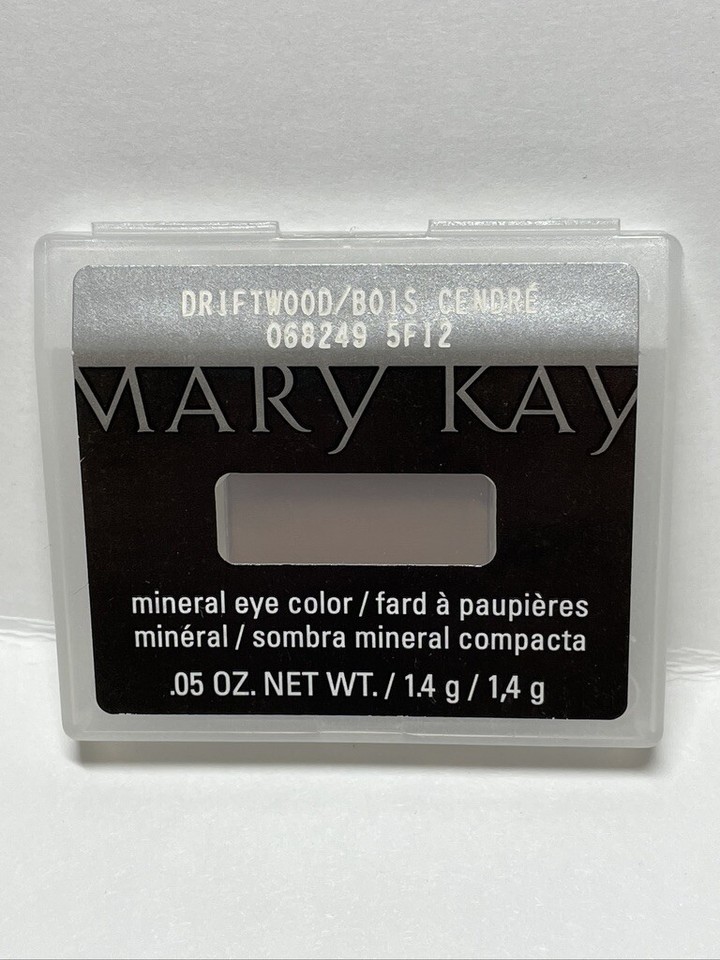 DRIFTWOOD/BOIS CENDRÉ
068249 5FI2
MARY KAY
mineral eye color / fard à paupières
minéral / sombra mineral compacta
.05 OZ. NET WT. / 1.4 g / 1,4 g